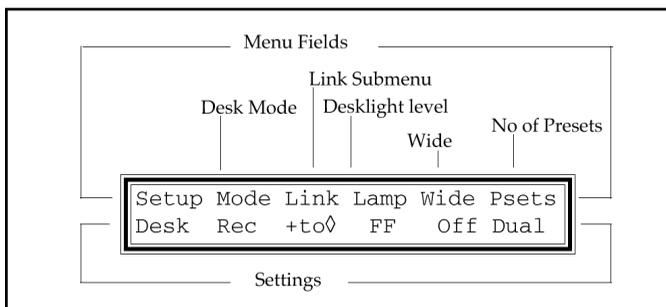 Menu Fields
Link Submenu
Desk Mode Desklight level
Wide No of Presets
Setup Mode Link Lamp Wide Psets
Desk Rec +to◊ FF Off Dual
Settings